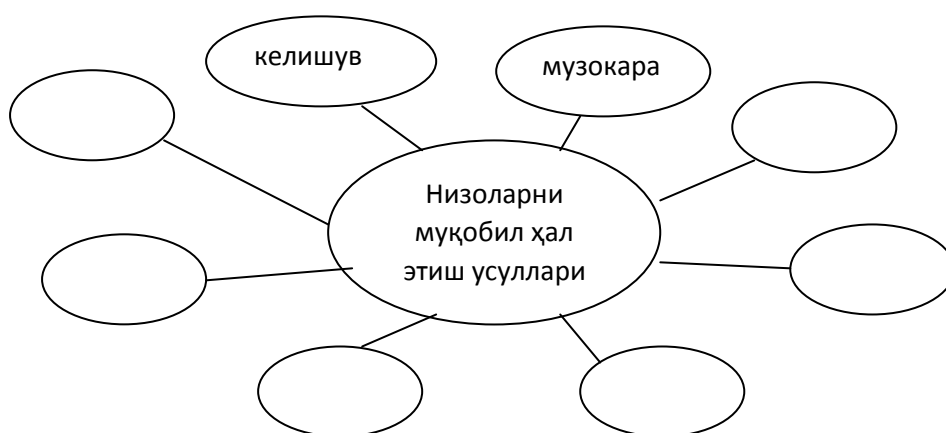 келишув
музокара
Низоларни
муқобил ҳал
этиш усуллари